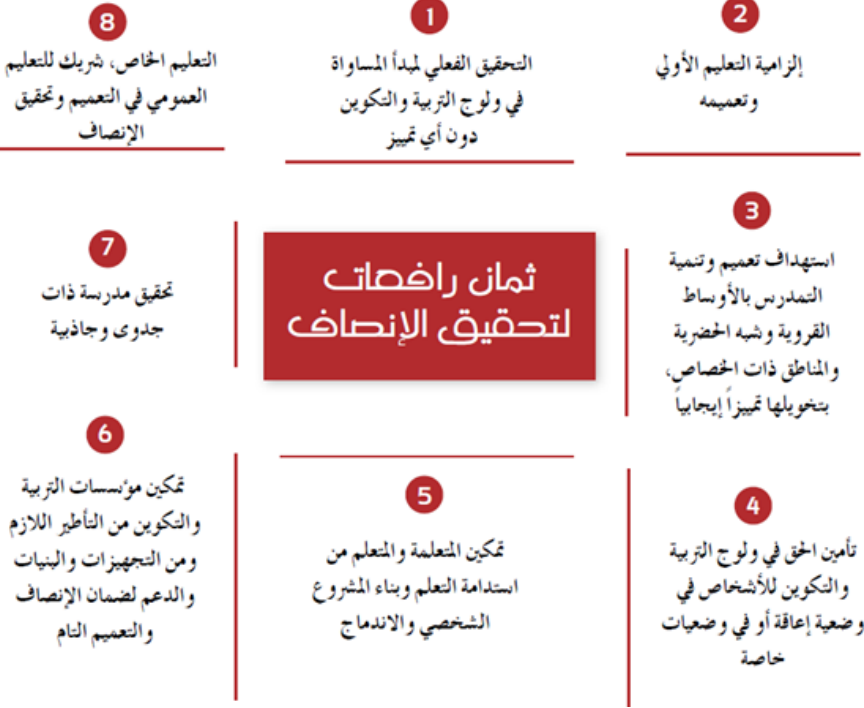 ثمان رافعات
لتحقيق الإنصاف
1
التحقيق الفعلي لمبدأ المساواة
في ولوج التربية والتكوين
دون أي تمييز
2
إلزامية التعليم الأولي
وتعميمه
3
استهداف تعميم وتنمية
التمدرس بالأوساط
القروية وشبه الحضرية
والمناطق ذات الخصاص،
بتخويلها تمييزاً إيجابياً
4
تأمين الحق في ولوج التربية
والتكوين للأشخاص في
وضعية إعاقة أو في وضعيات
خاصة
5
تمكين المتعلمة والمتعلم من
استدامة التعلم وبناء المشروع
الشخصي والاندماج
6
تمكين مؤسسات التربية
والتكوين من التأطير اللازم
ومن التجهيزات والبنيات
والدعم لضمان الإنصاف
والتعميم التام
7
تحقيق مدرسة ذات
جدوى وجاذبية
8
التعليم الخاص، شريك للتعليم
العمومي في التعميم وتحقيق
الإنصاف